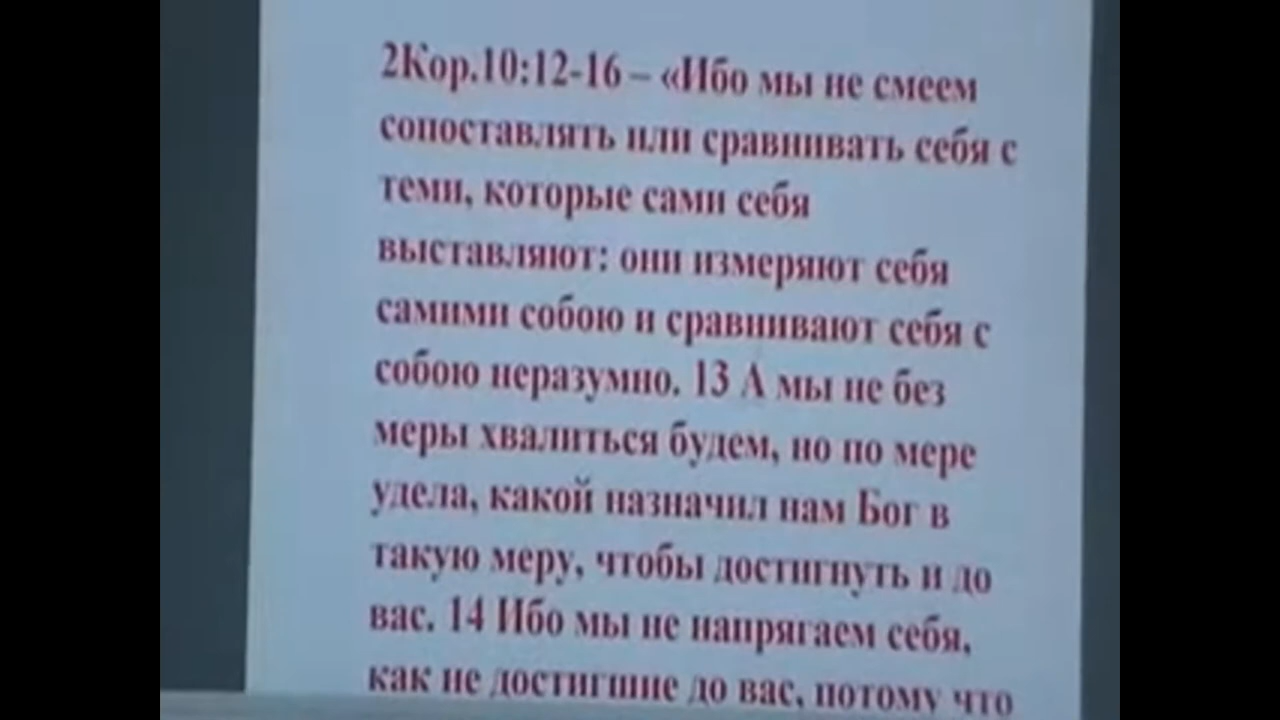 2Кор.10:12-16 – «Ибо мы не смеем
сопоставлять или сравнивать себя с
теми, которые сами себя
выставляют: они измеряют себя
самими собою и сравнивают себя с
собою неразумно. 13 А мы не без
меры хвалиться будем, но по мере
удела, какой назначил нам Бог в
такую меру, чтобы достигнуть и до
вас. 14 Ибо мы не напрягаем себя,
как не достигшие до вас, потому что